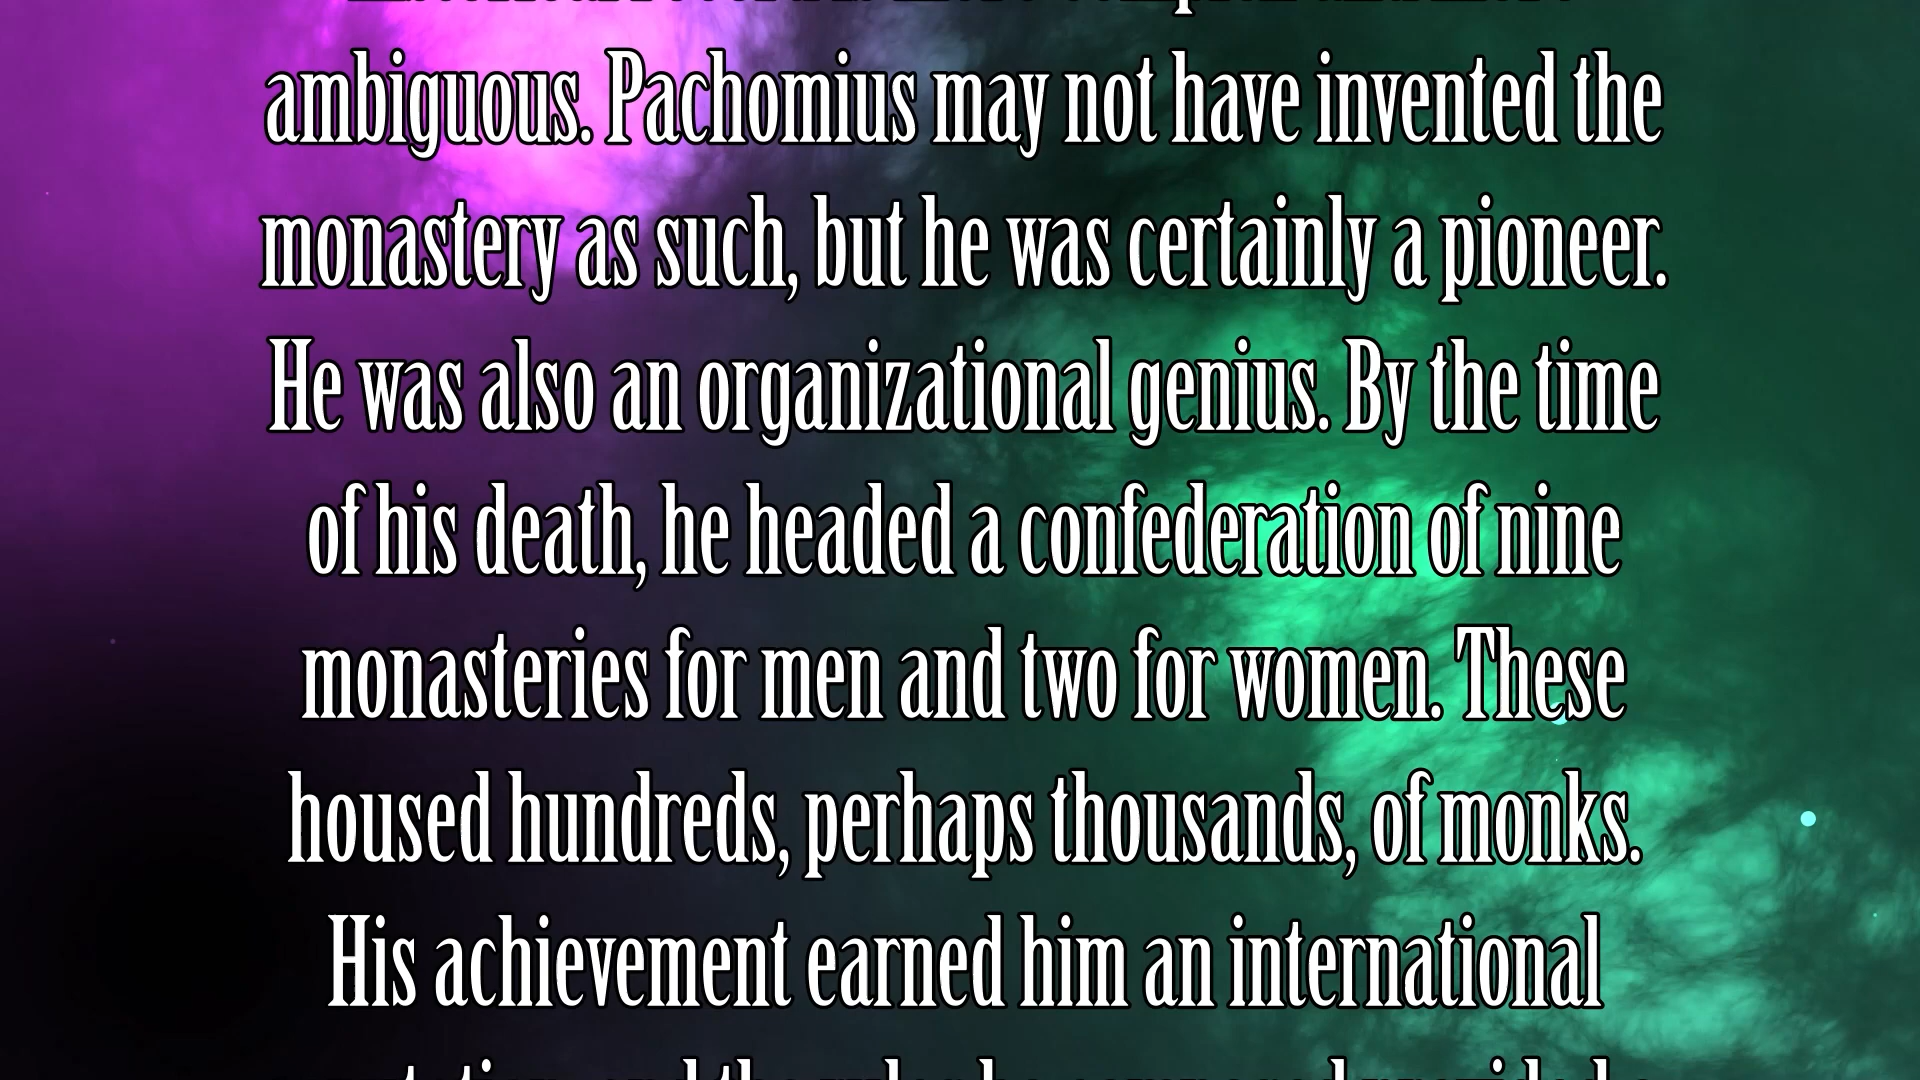 ambiguous. Pachomius may not have invented the
monastery as such, but he was certainly a pioneer.
He was also an organizational genius. By the time
of his death, he headed a confederation of nine
monasteries for men and two for women. These
housed hundreds, perhaps thousands, of monks.
His achievement earned him an international